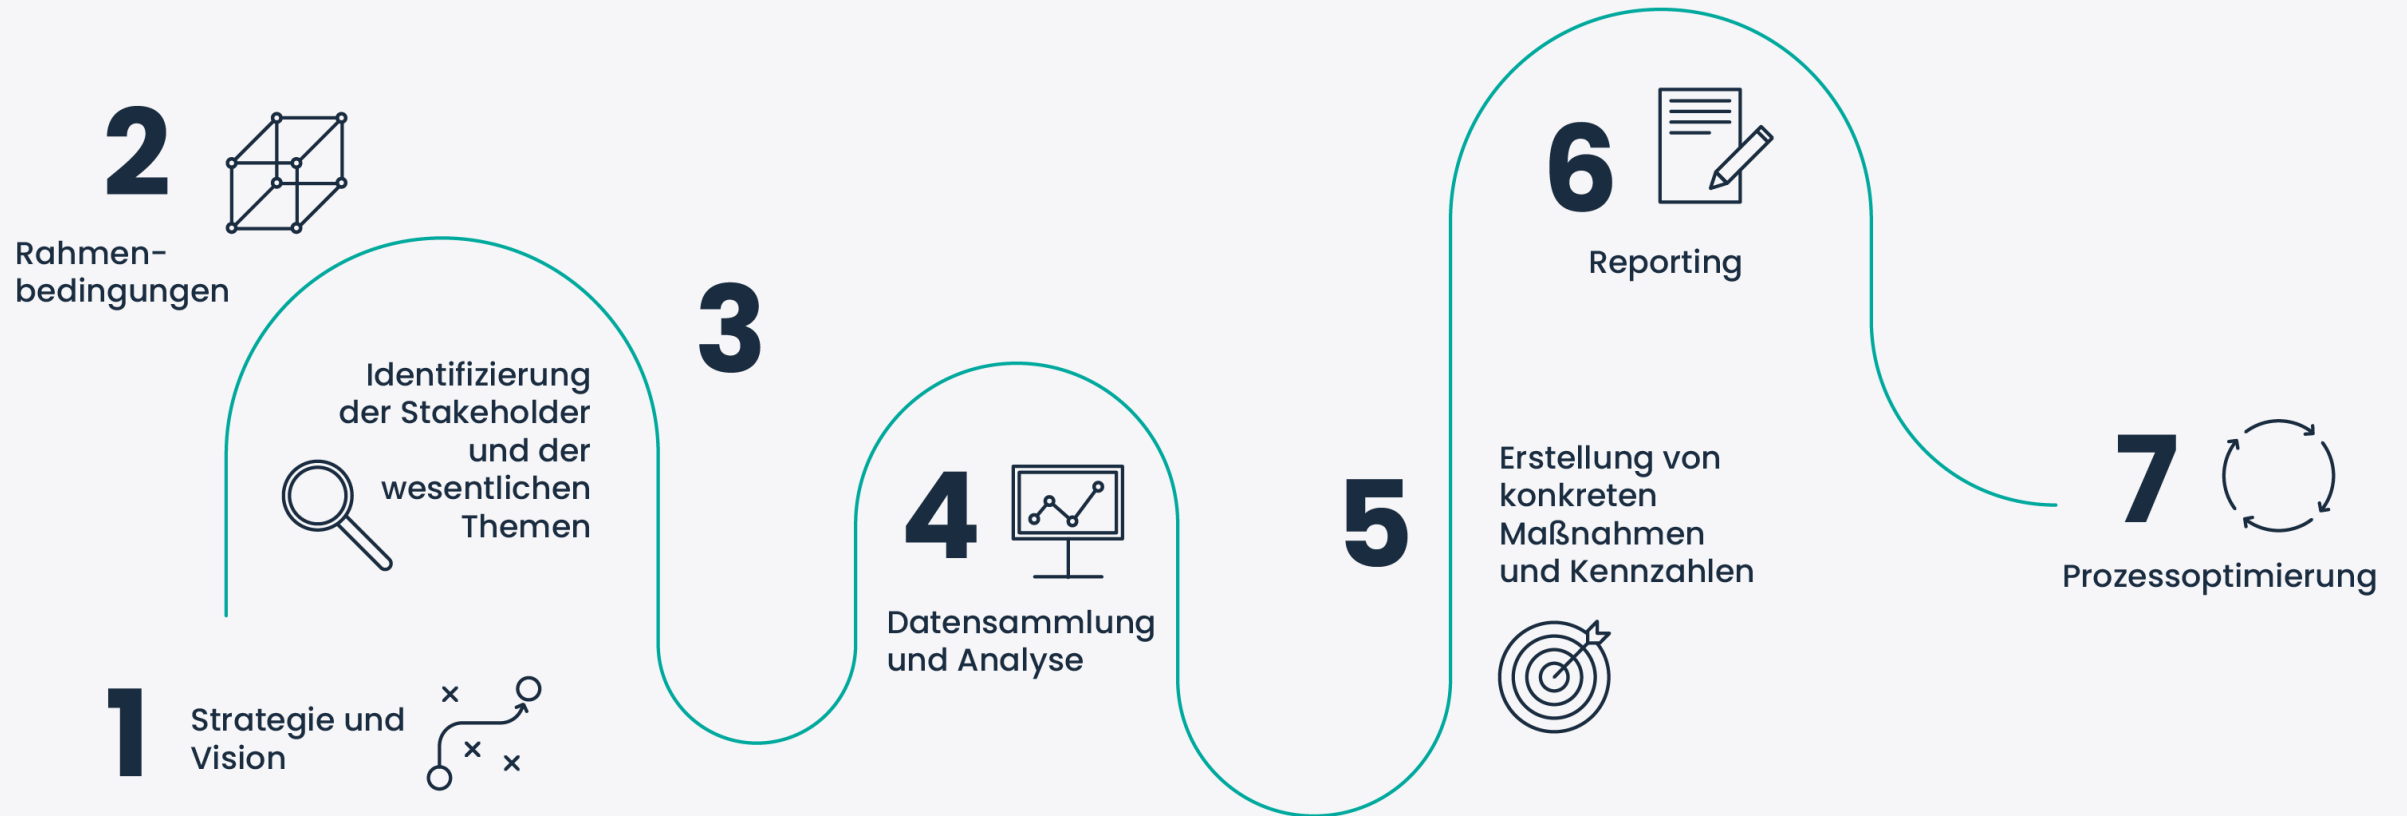 1
Strategie und
Vision
2
Rahmen-
bedingungen
3
Identifizierung
der Stakeholder
und der
wesentlichen
Themen
4
Datensammlung
und Analyse
5
Erstellung von
konkreten
Maßnahmen
und Kennzahlen
6
Reporting
7
Prozessoptimierung